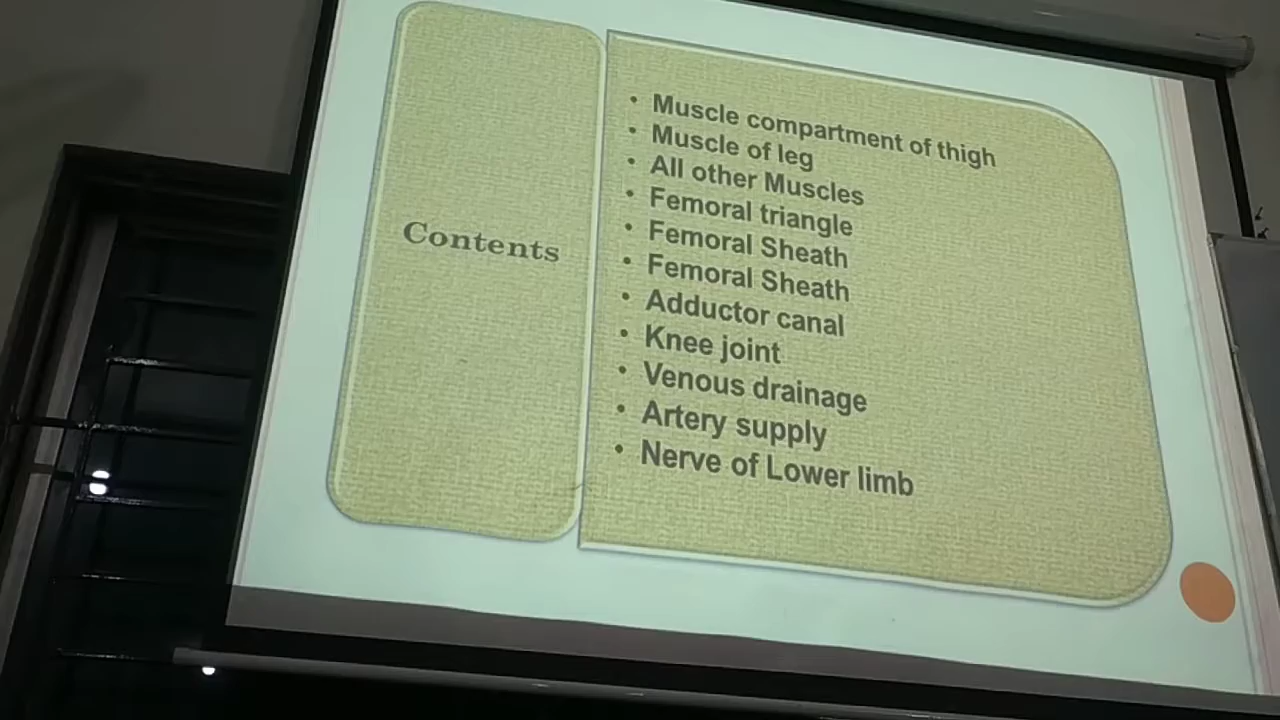 Contents
• Muscle compartment of thigh
• Muscle of leg
• All other Muscles
• Femoral triangle
• Femoral Sheath
• Femoral Sheath
• Adductor canal
• Knee joint
• Venous drainage
• Artery supply
• Nerve of Lower limb